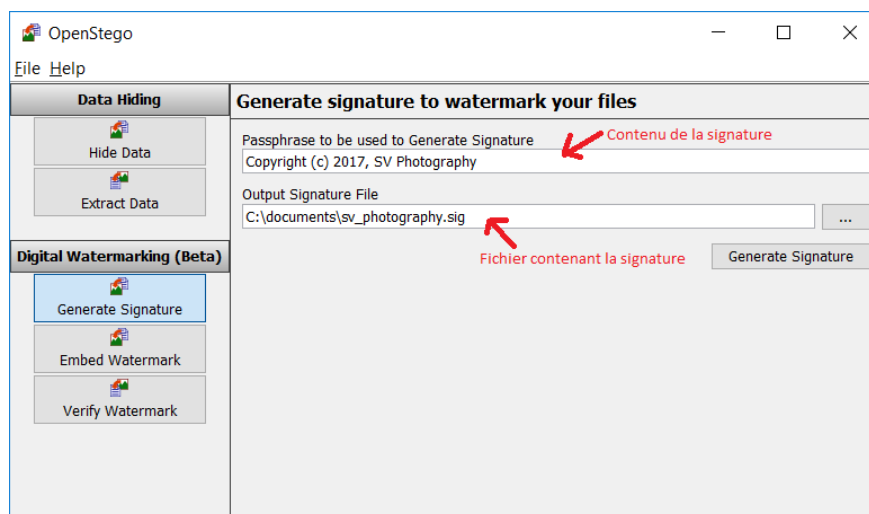 OpenStego
File Help
Data Hiding
Hide Data
Extract Data
Digital Watermarking (Beta)
Generate Signature
Embed Watermark
Verify Watermark
Generate signature to watermark your files
Passphrase to be used to Generate Signature
Contenu de la signature
Copyright (c) 2017, SV Photography
Output Signature File
C:\documents\sv_photography.sig
...
Fichier contenant la signature
Generate Signature